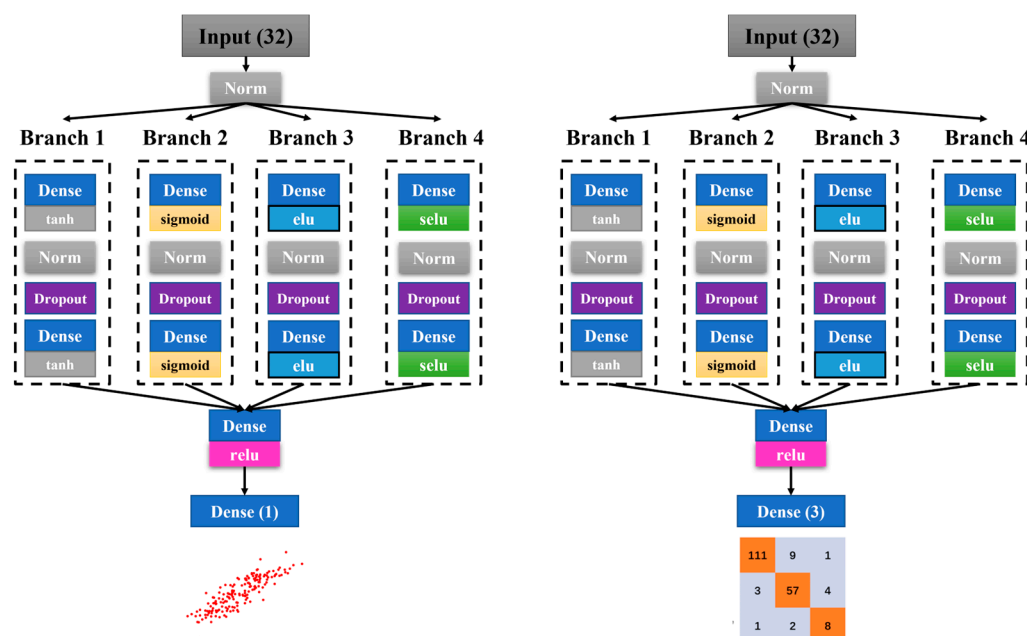 Input (32)
Norm
Branch 1 Branch 2 Branch 3 Branch 4
Dense Dense Dense Dense
tanh sigmoid elu selu
Norm Norm Norm Norm
Dropout Dropout Dropout Dropout
Dense Dense Dense Dense
tanh sigmoid elu selu
Dense
relu
Dense (1)
Input (32)
Norm
Branch 1 Branch 2 Branch 3 Branch 4
Dense Dense Dense Dense
tanh sigmoid elu selu
Norm Norm Norm Norm
Dropout Dropout Dropout Dropout
Dense Dense Dense Dense
tanh sigmoid elu selu
Dense
relu
Dense (3)
111 9 1
3 57 4
1 2 8